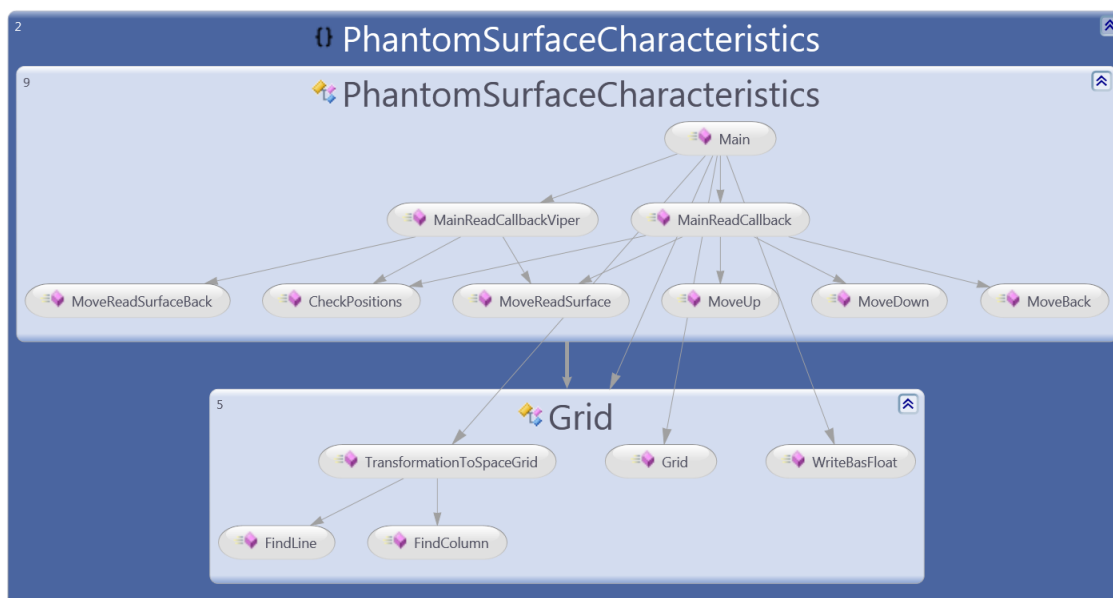 2
{} PhantomSurfaceCharacteristics
9
PhantomSurfaceCharacteristics
Main
MainReadCallbackViper MainReadCallback
MoveReadSurfaceBack CheckPositions MoveReadSurface MoveUp MoveDown MoveBack
5
Grid
TransformationToSpaceGrid Grid WriteBasFloat
FindLine FindColumn